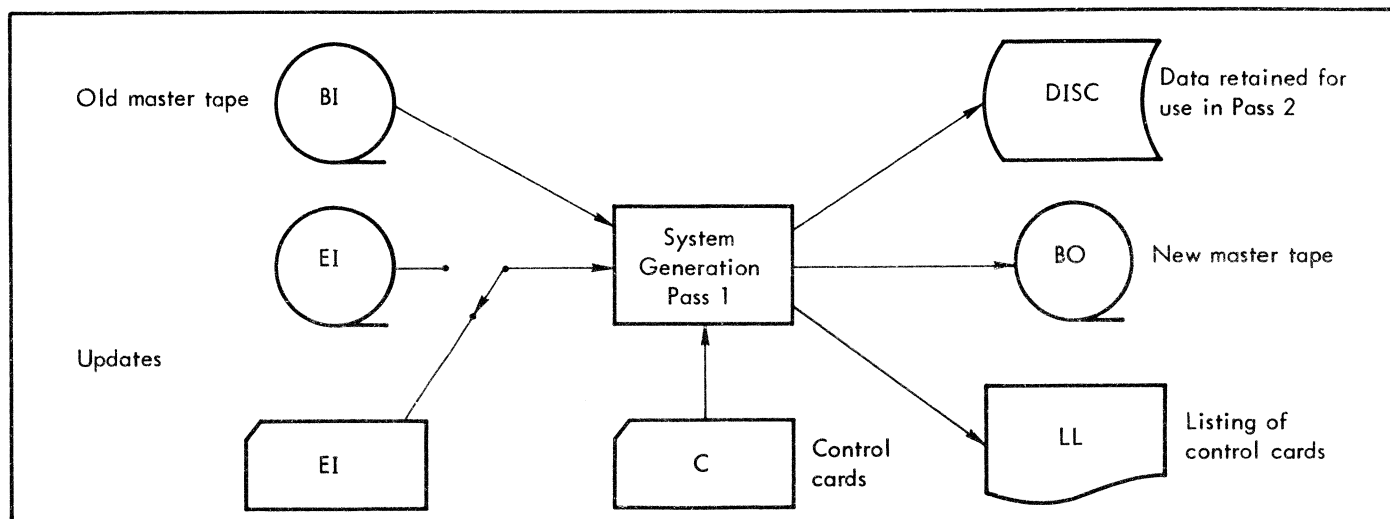 Old master tape
BI
DISC
Data retained for
use in Pass 2
EI
System
Generation
Pass 1
BO
New master tape
Updates
EI
C
Control
cards
LL
Listing of
control cards